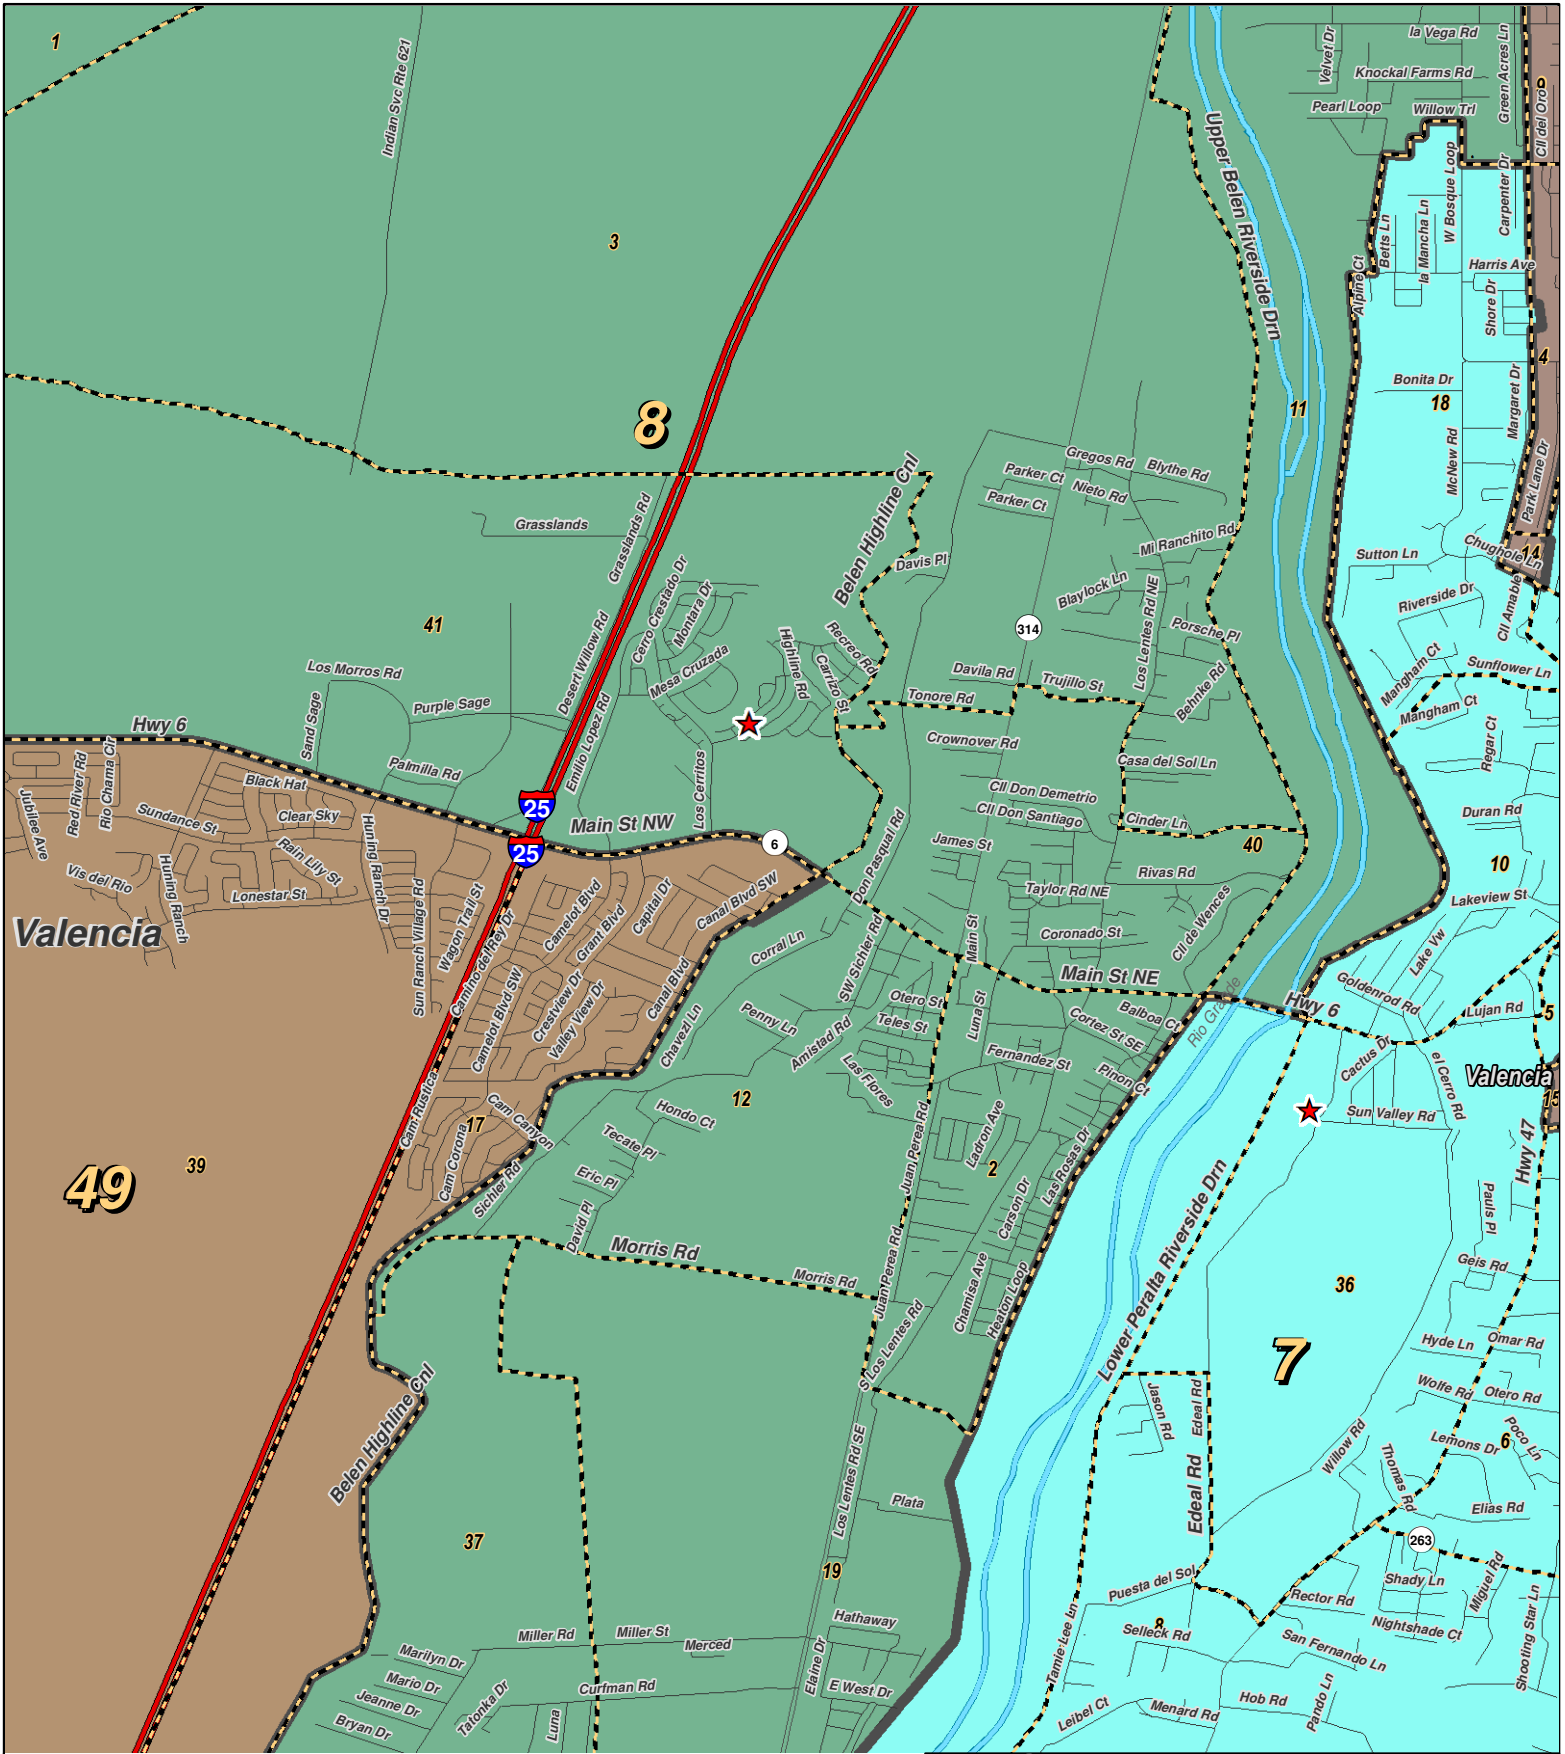 1
Indian Svc Rte 621
Upper Belen Riverside Drn
Velvet Dr
la Vega Rd
Green Acres Ln
Knockal Farms Rd
Pearl Loop
Willow Trl
9
Cll del Oro
W Bosque Loop
Carpenter Dr
Betts Ln
la Mancha Ln
Alpine Ct
Harris Ave
Shore Dr
3
4
Bonita Dr
18
Margaret Dr
11
8
McNew Rd
Park Lane Dr
Gregos Rd
Blythe Rd
Parker Ct
Nieto Rd
Parker Ct
Belen Highline Cnl
Grasslands
Grasslands Rd
Mi Ranchito Rd
Sutton Ln
Chughole Ln
14
Davis Pl
Cerro Crestado Dr
Montara Dr
Blaylock Ln
Los Lentes Rd NE
Riverside Dr
Cll Amable
41
314
Porsche Pl
Desert Willow Rd
Mesa Cruzada
Highline Rd
Recreo Rd
Carrizo St
Los Morros Rd
Davila Rd
Trujillo St
Behnke Rd
Mangham Ct
Sunflower Ln
Purple Sage
Tonore Rd
Mangham Ct
Sand Sage
Hwy 6
Emilio Lopez Rd
Crownover Rd
Regar Ct
Palmilla Rd
Casa del Sol Ln
Red River Rd
Rio Chama Cir
Black Hat
Los Cerritos
Cll Don Demetrio
Jubilee Ave
25
Cll Don Santiago
Cinder Ln
Duran Rd
Sundance St
Clear Sky
Main St NW
Don Pasqual Rd
25
6
James St
40
Rein Lily St
Hunting Ranch Dr
10
Vis del Rio
Hunting Ranch
Lonestar St
Rivas Rd
Taylor Rd NE
Lakeview St
Sun Ranch Village Rd
Wagon Trail St
Camino del Rey Dr
Camelot Blvd
Grant Blvd
Capital Dr
Canal Blvd SW
Valencia
Corral Ln
SW Sichler Rd
Main St
Coronado St
Cll de Wences
Lake Vw
Main St NE
Goldenrod Rd
Camelot Blvd SW
Crestview Dr
Valley View Dr
Canal Blvd
Otero St
Luna St
Rio Grande
Hwy 6
Lujan Rd
5
Chavez Ln
Penny Ln
Amistad Rd
Teles St
Balboa Ct
Cortez St SE
Cactus Dr
el Cerro Rd
Fernandez St
Pinon Ct
Las Flores
Valencia
15
12
Cam Rustica
Cam Canyon
17
Hondo Ct
Sun Valley Rd
Tecate Pl
Ladron Ave
Hwy 47
Cam Corona
39
49
Sichler Rd
Eric Pl
Juan Perea Rd
2
Las Rosas Dr
Carson Dr
Pauls Pl
David Pl
Morris Rd
Morris Rd
Juan Perea Rd
Lower Peralta Riverside Drn
Geis Rd
Chamisa Ave
Heaton Loop
36
S Los Lentes Rd
7
Hyde Ln
Omar Rd
Belen Highline Cnl
Jason Rd
Edeal Rd
Wolfe Rd
Otero Rd
Los Lentes Rd SE
Willow Rd
Lemons Dr
6
Poco Ln
Thomas Rd
Edeal Rd
Plata
Elias Rd
37
263
19
Puesta del Sol
Shady Ln
Miguel Rd
Rector Rd
Shooting Star Ln
Hathaway
8
Nightshade Ct
Miller Rd
Miller St
Merced
Selleck Rd
San Fernando Ln
Marilyn Dr
Mario Dr
Elaine Dr
Tamie Lee Ln
Jeanne Dr
Tatonka Dr
Curfman Rd
E West Dr
Hob Rd
Pando Ln
Bryan Dr
Luna
Leibel Ct
Menard Rd